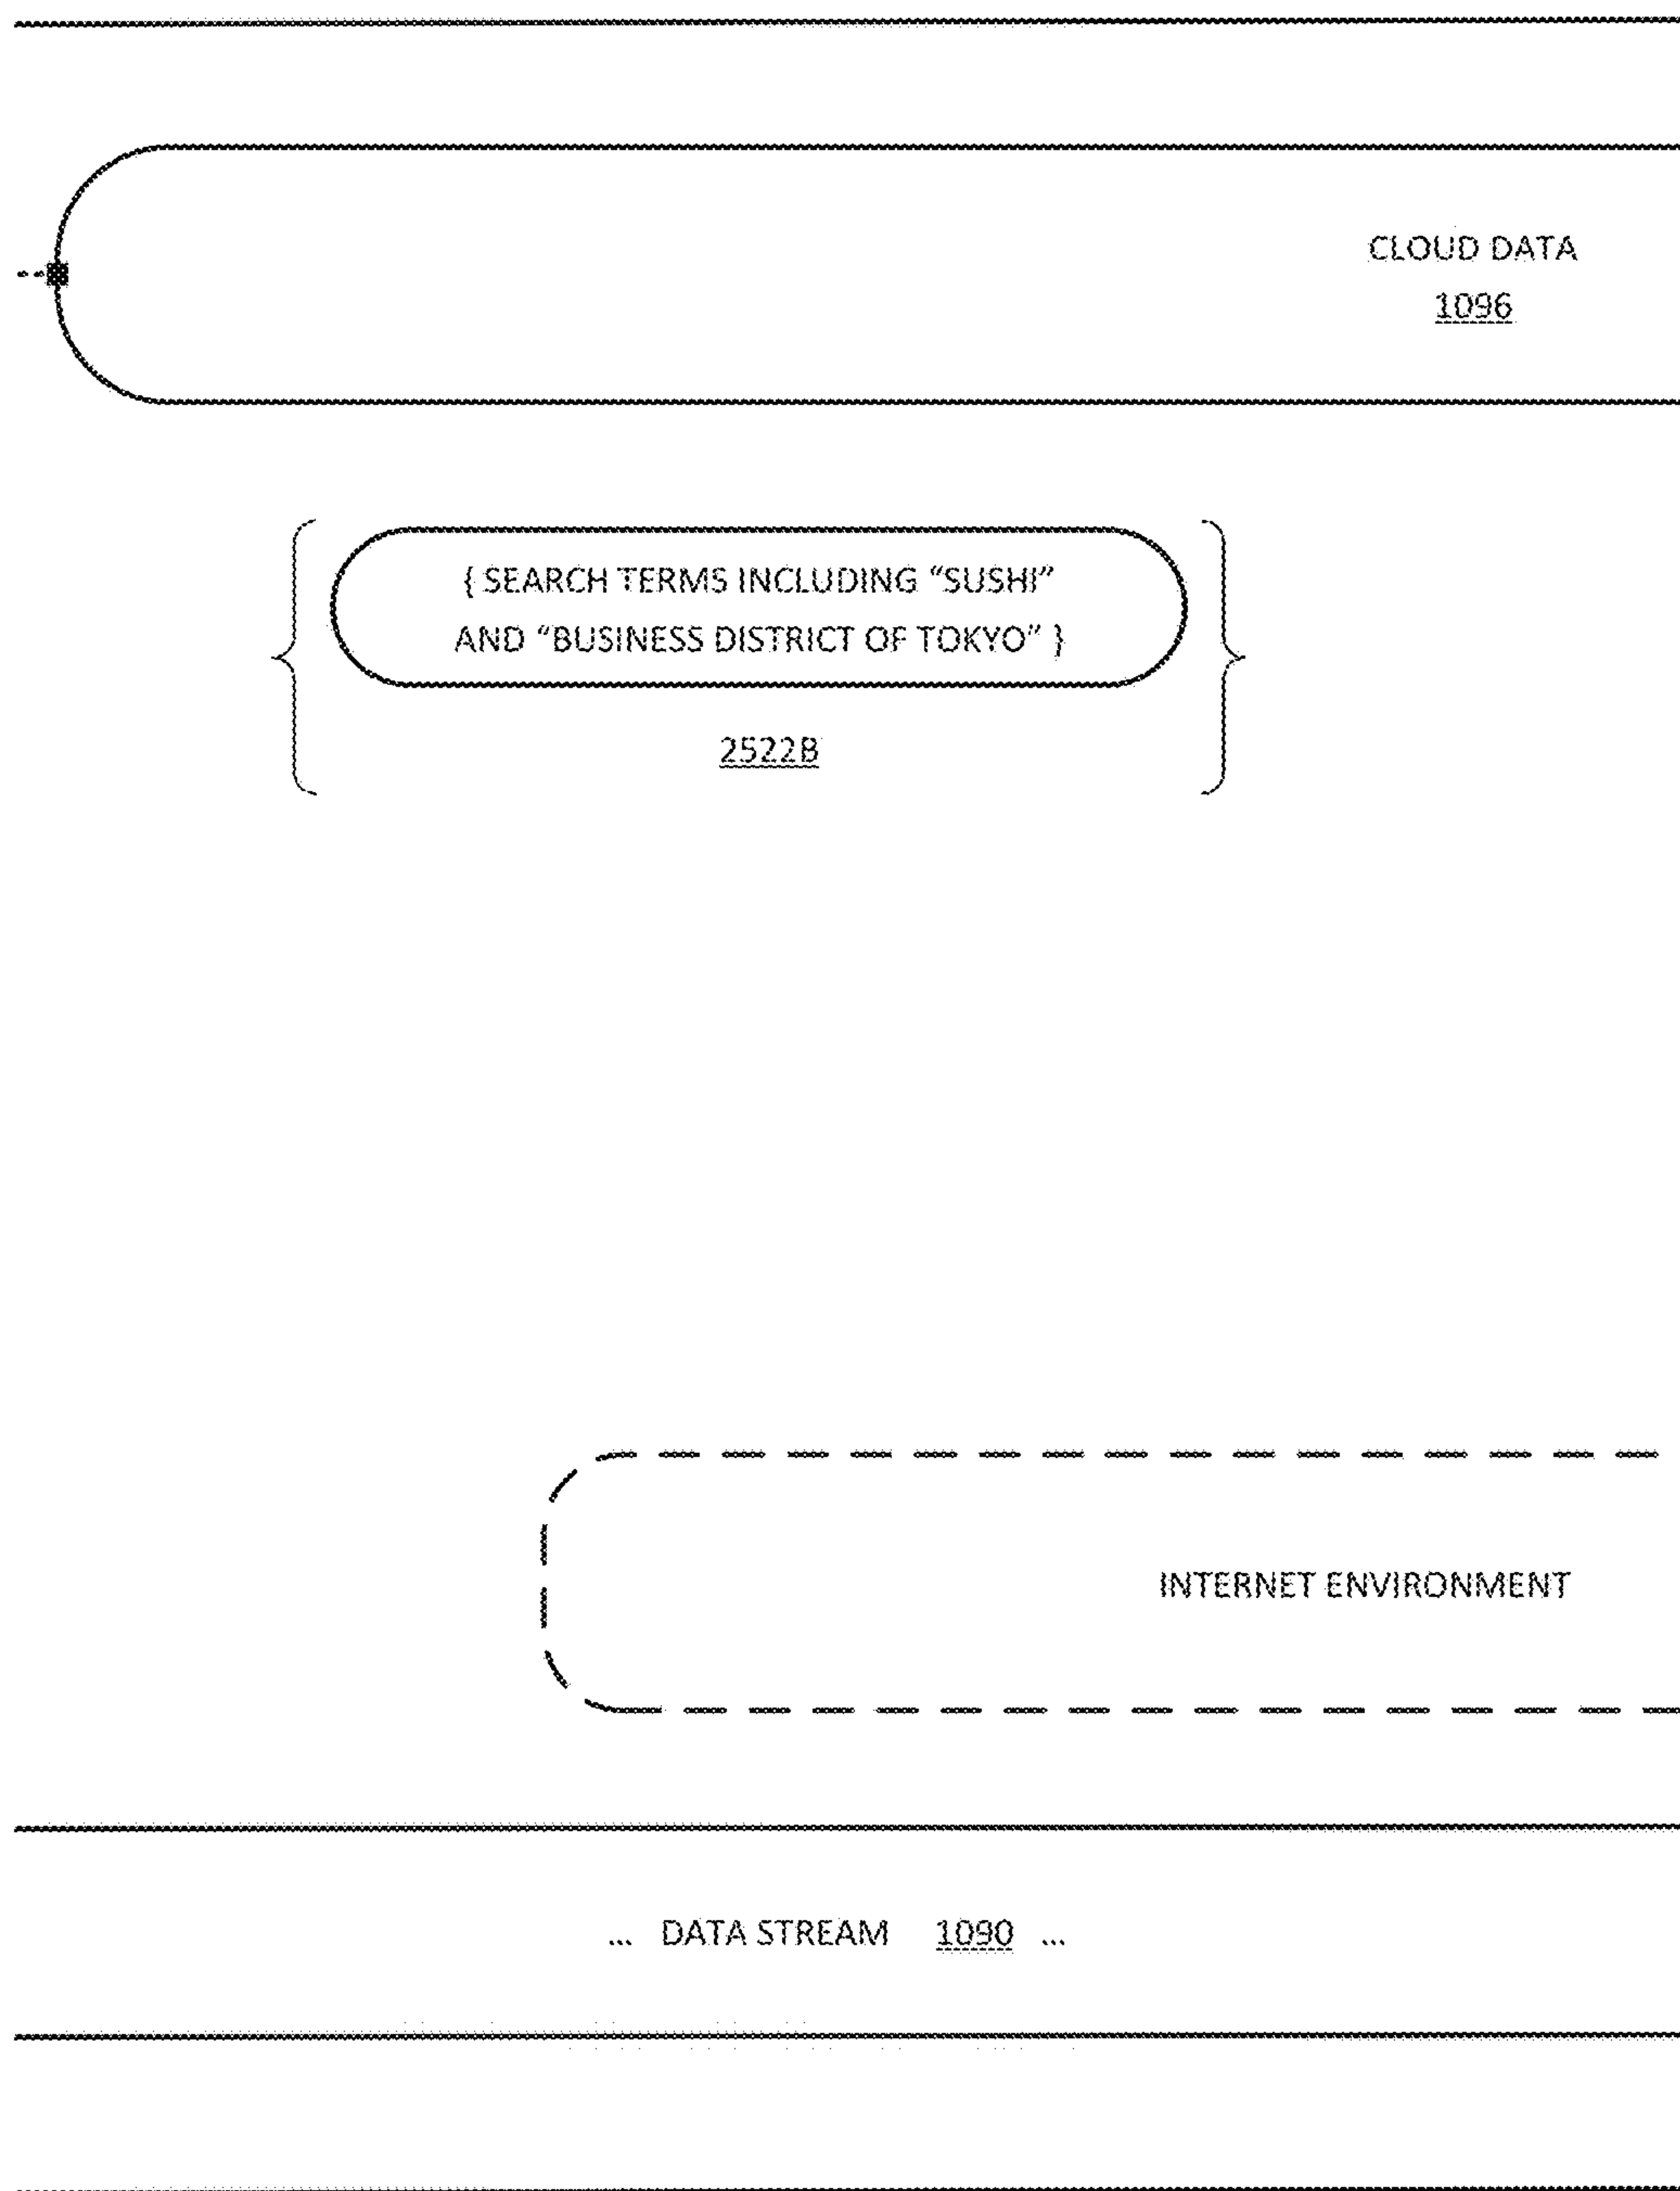 CLOUD DATA
1096
{ SEARCH TERMS INCLUDING “SUSHI”
AND “BUSINESS DISTRICT OF TOKYO” }
2522B
INTERNET ENVIRONMENT
... DATA STREAM 1090 ...